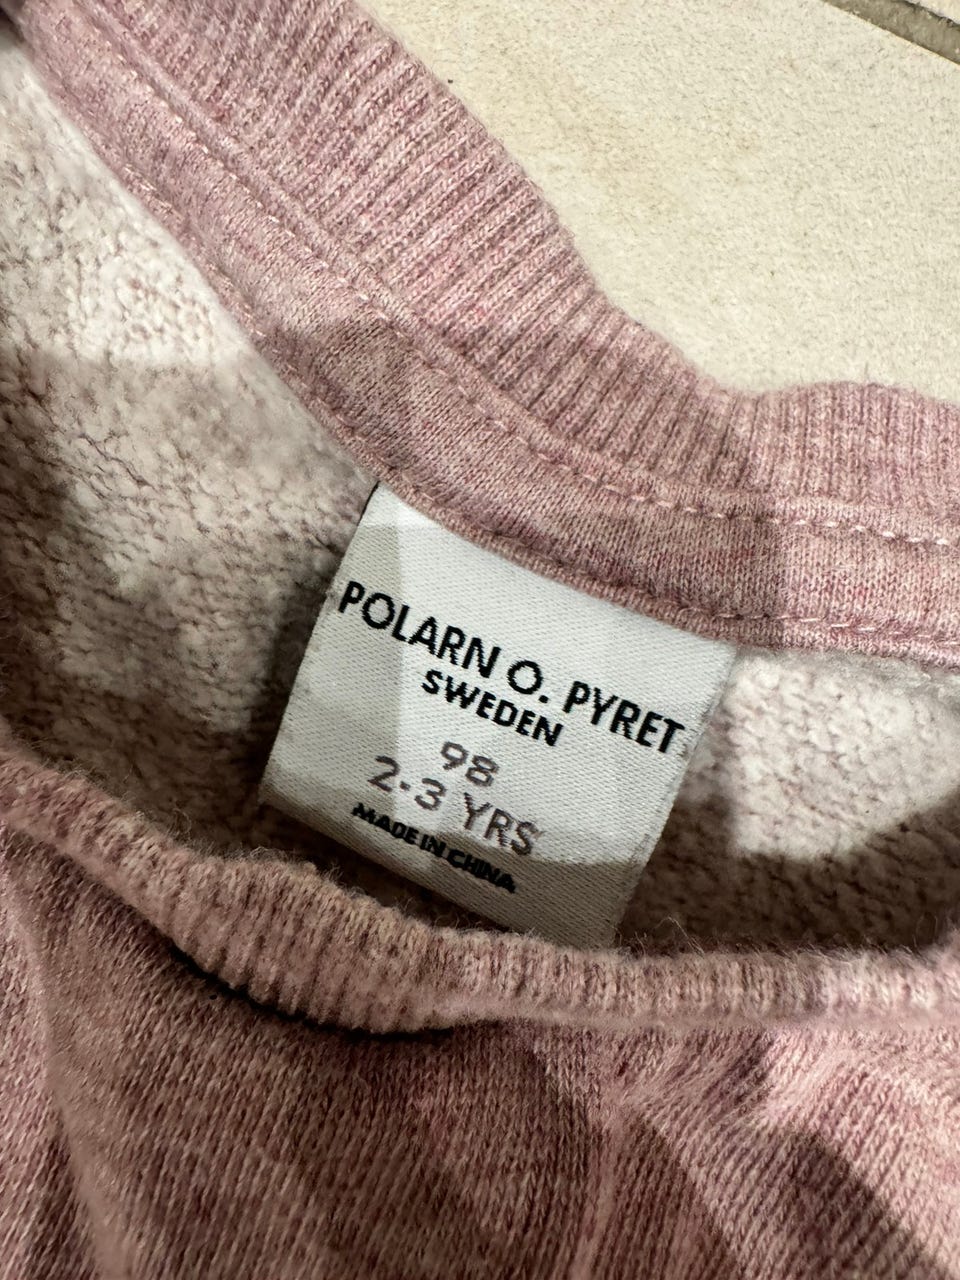 POLARN O. PYRET
SWEDEN
98
2-3 YRS
MADE IN CHINA